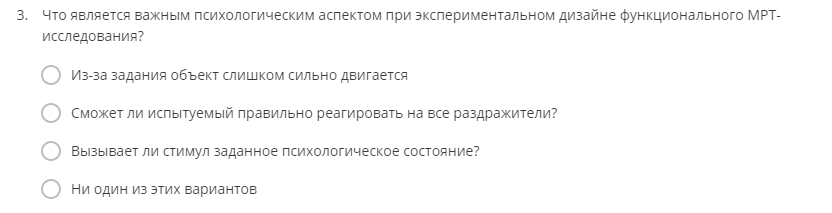 3. Что является важным психологическим аспектом при экспериментальном дизайне функционального МРТ-
исследования?
Из-за задания объект слишком сильно двигается
Сможет ли испытуемый правильно реагировать на все раздражители?
Вызывает ли стимул заданное психологическое состояние?
Ни один из этих вариантов